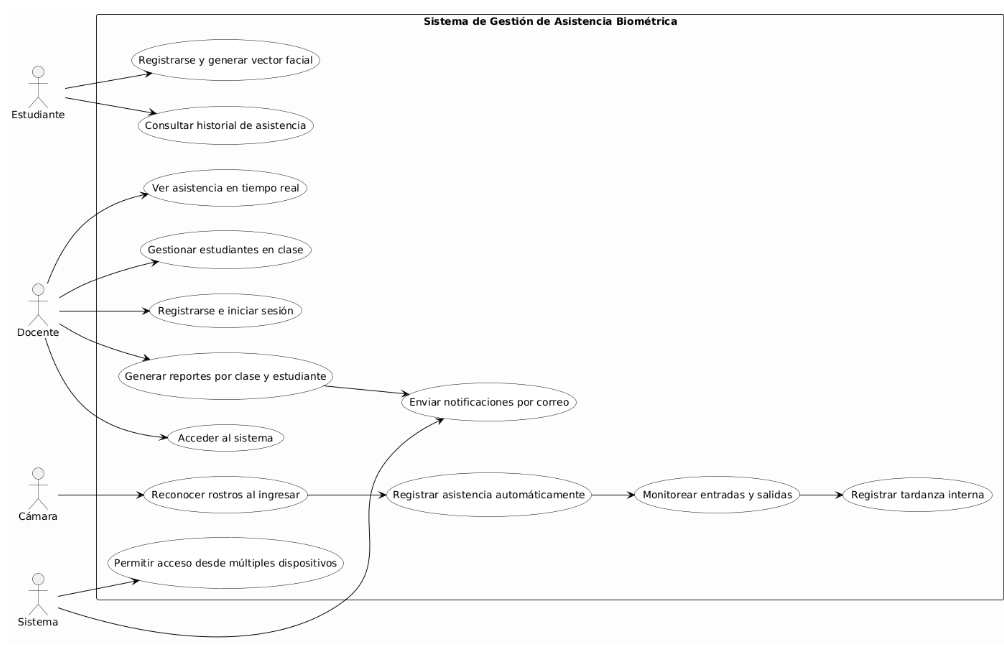 Sistema de Gestión de Asistencia Biométrica
Registrarse y generar vector facial
Estudiante
Consultar historial de asistencia
Ver asistencia en tiempo real
Gestionar estudiantes en clase
Registrarse e iniciar sesión
Docente
Generar reportes por clase y estudiante
Enviar notificaciones por correo
Acceder al sistema
Reconocer rostros al ingresar
Registrar asistencia automáticamente
Monitorear entradas y salidas
Registrar tardanza interna
Cámara
Permitir acceso desde múltiples dispositivos
Sistema